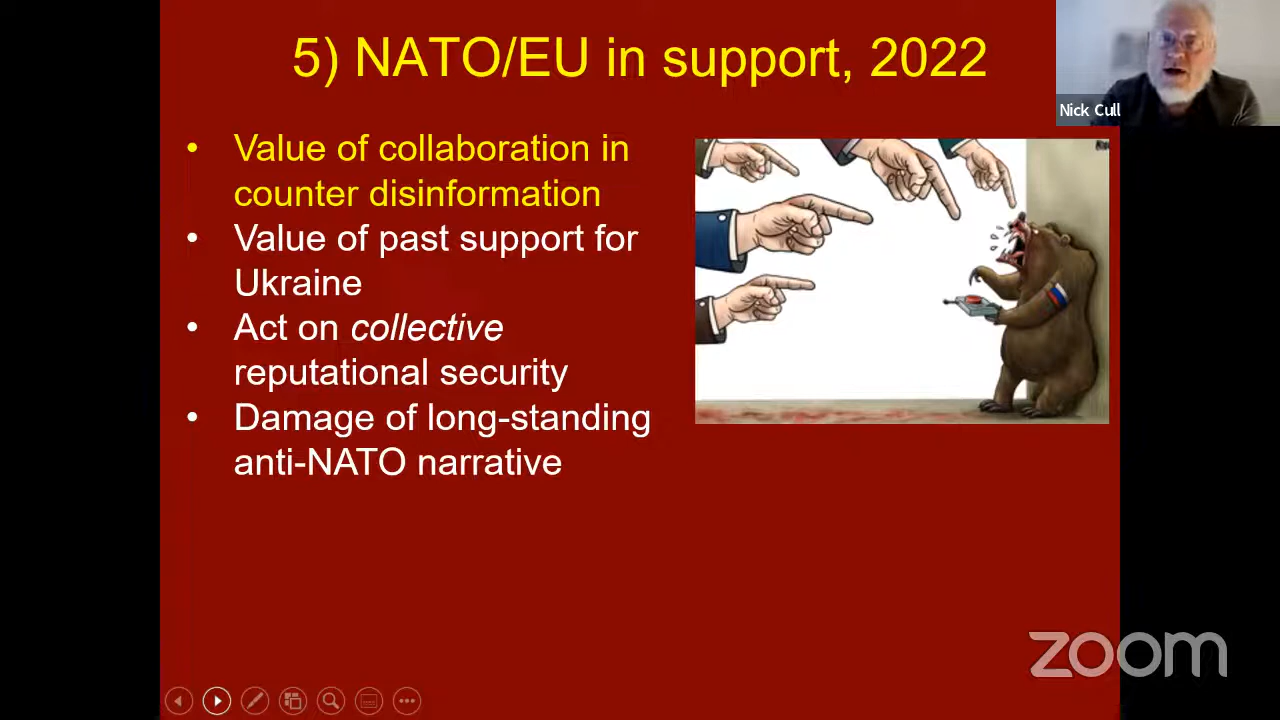 5) NATO/EU in support, 2022
Nick Cull
• Value of collaboration in
counter disinformation
• Value of past support for
Ukraine
• Act on collective
reputational security
• Damage of long-standing
anti-NATO narrative
zoom